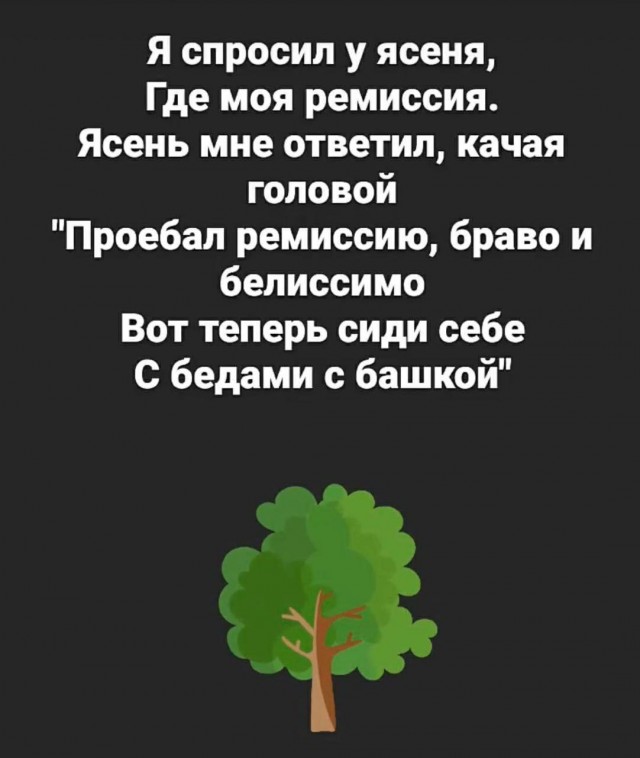 Я спросил у ясеня,
Где моя ремиссия.
Ясень мне ответил, качая
головой
"Проебал ремиссию, браво и
белиссимо
Вот теперь сиди себе
С бедами с башкой"